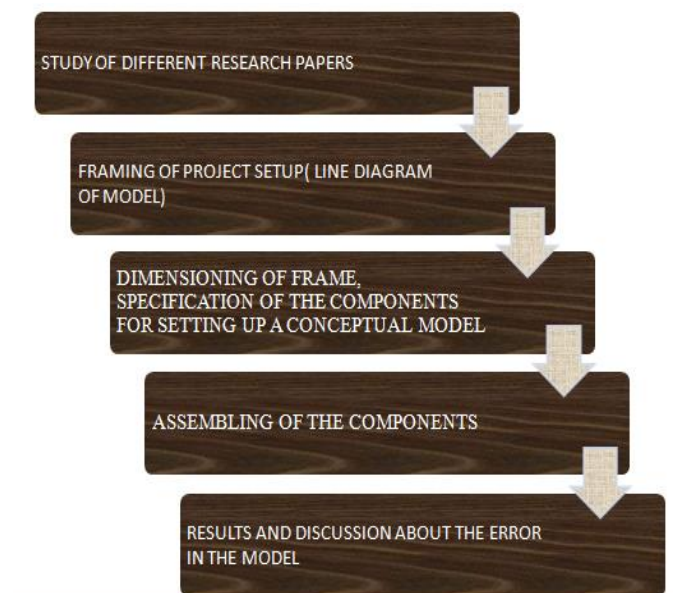 STUDY OF DIFFERENT RESEARCH PAPERS
FRAMING OF PROJECT SETUP( LINE DIAGRAM
OF MODEL)
DIMENSIONING OF FRAME,
SPECIFICATION OF THE COMPONENTS
FOR SETTING UP A CONCEPTUAL MODEL
ASSEMBLING OF THE COMPONENTS
RESULTS AND DISCUSSION ABOUT THE ERROR
IN THE MODEL